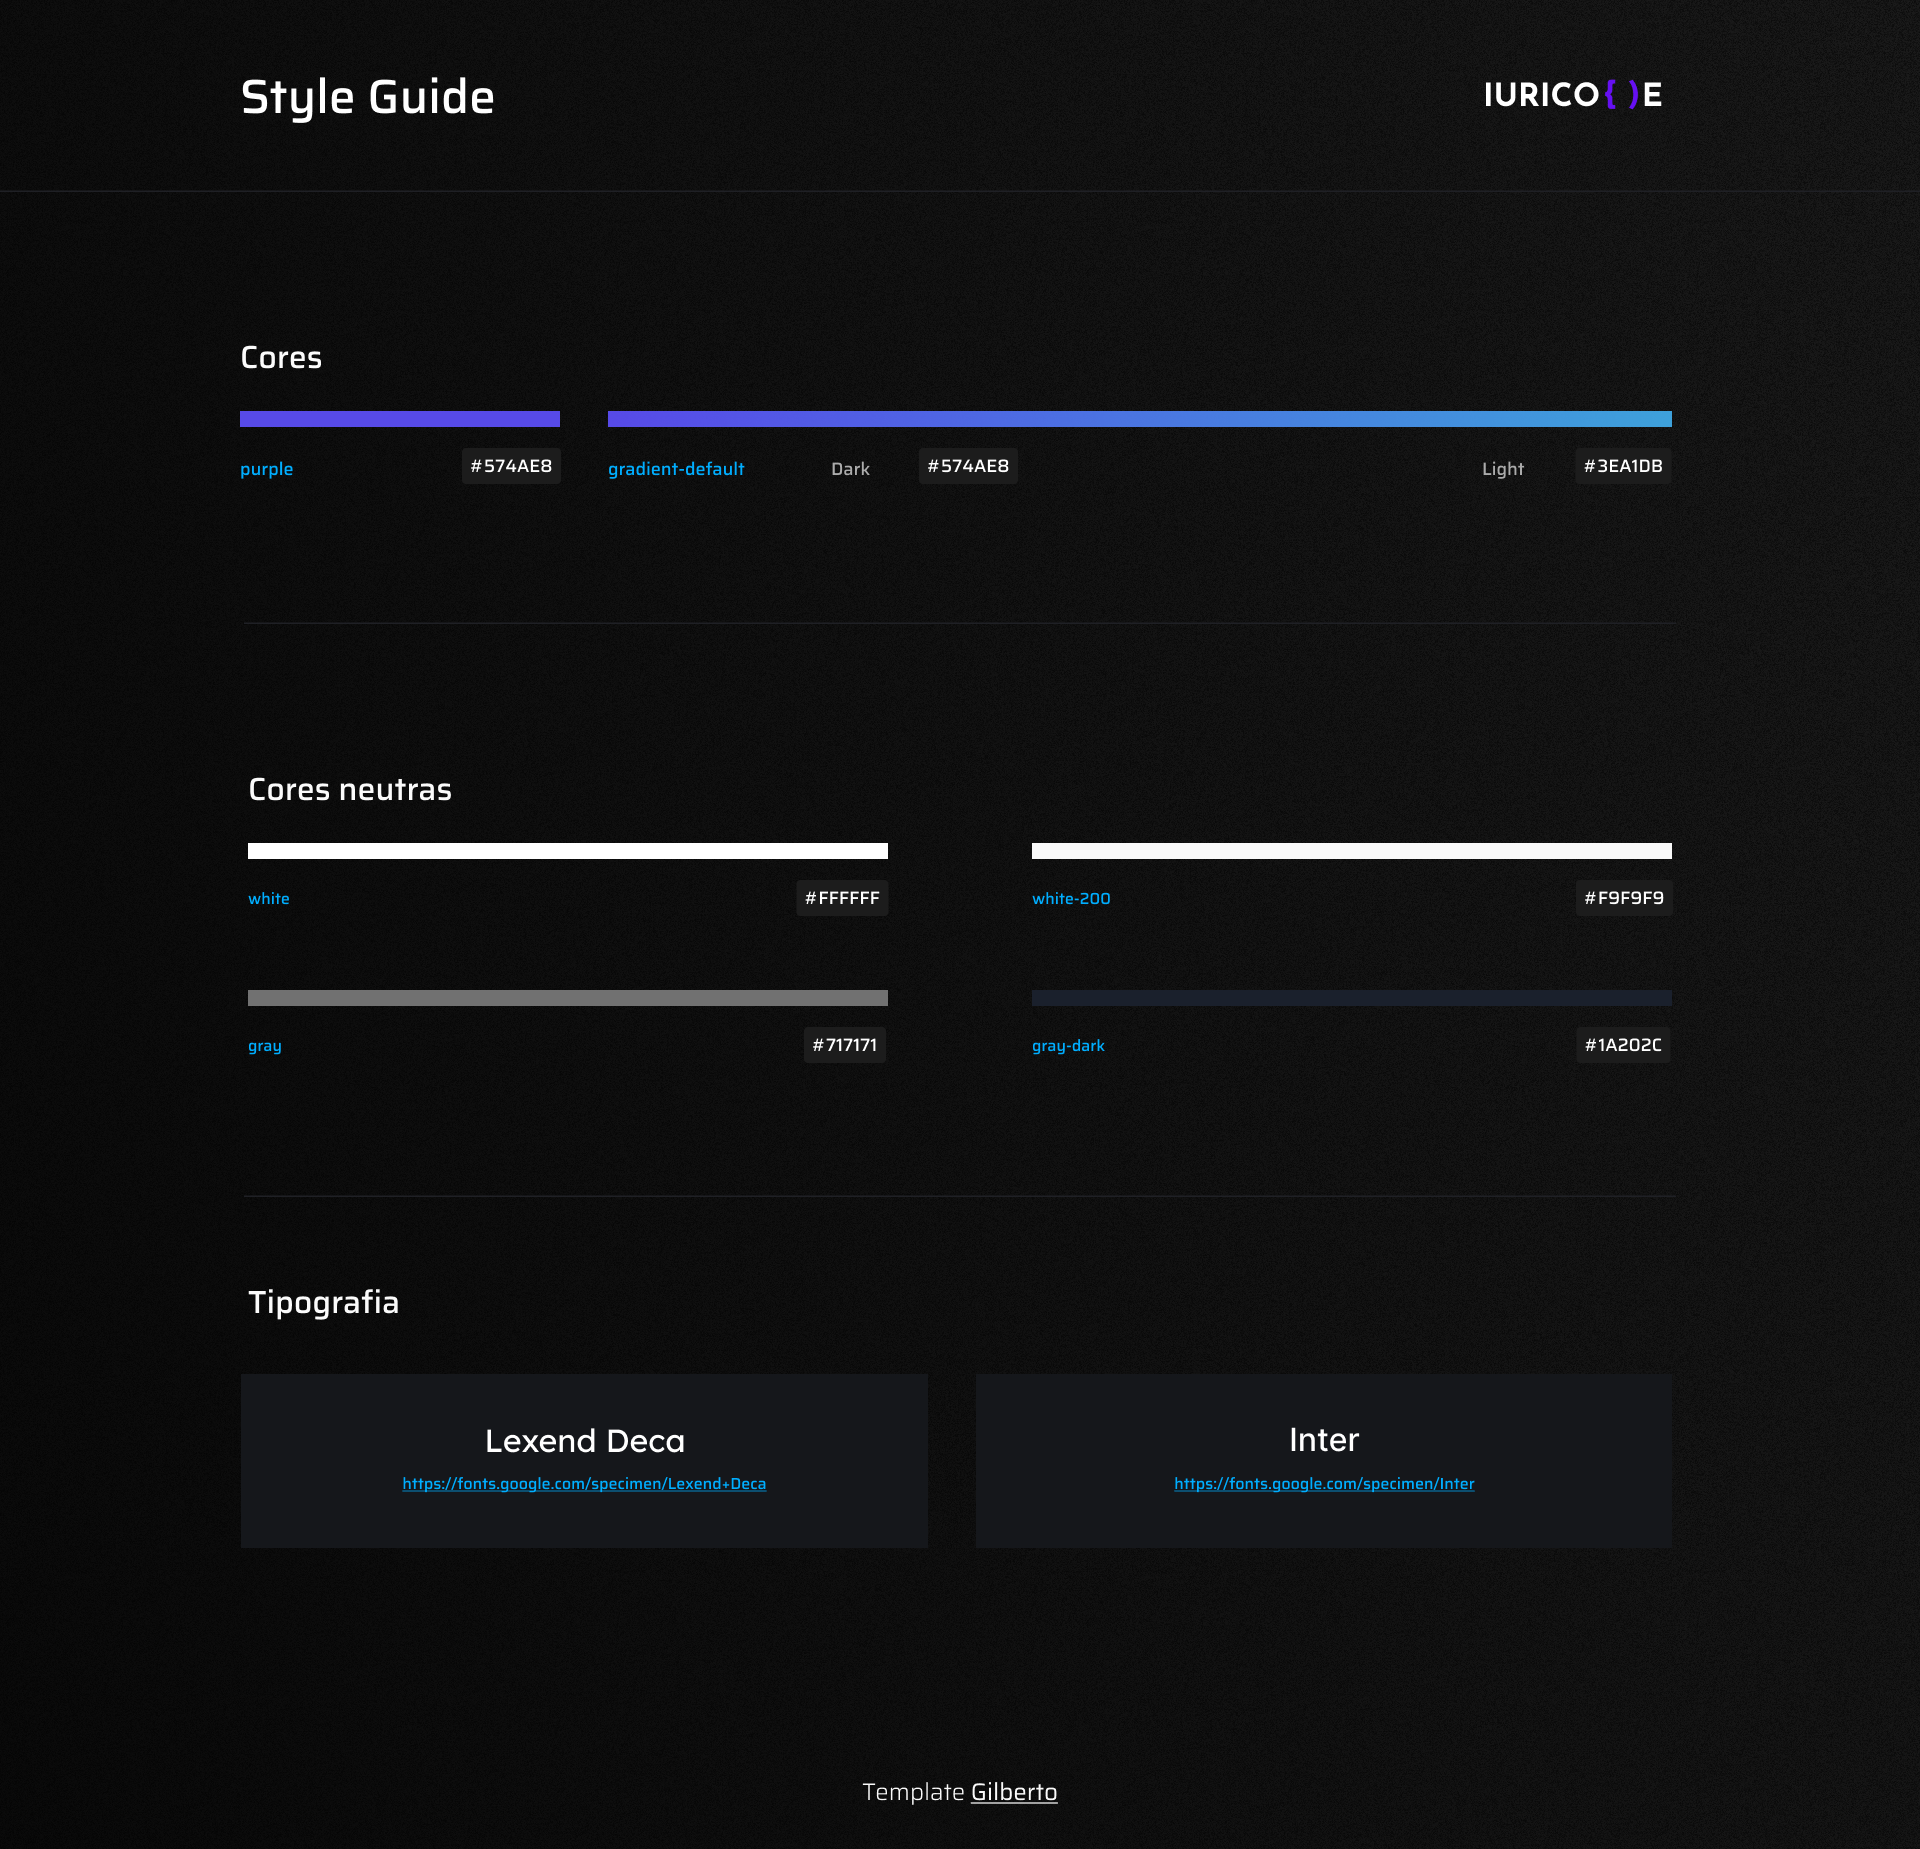 Style Guide
IURICO{ )E
Cores
purple #574AE8
gradient-default Dark #574AE8 Light #3EA1DB
Cores neutras
white #FFFFFF
white-200 #F9F9F9
gray #717171
gray-dark #1A202C
Tipografia
Lexend Deca
https://fonts.google.com/specimen/Lexend+Deca
Inter
https://fonts.google.com/specimen/Inter
Template Gilberto